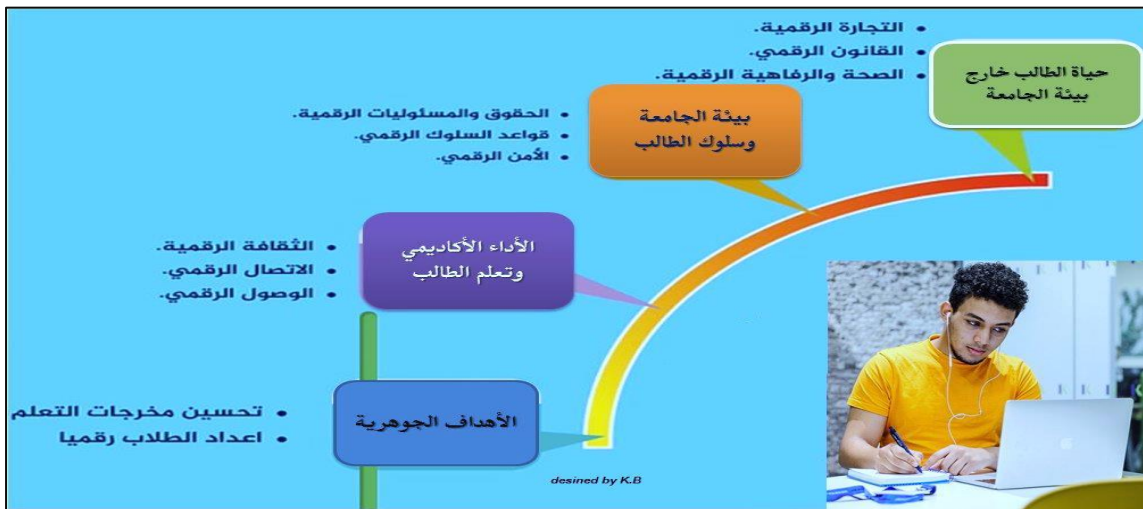 • التجارة الرقمية.
• القانون الرقمي.
• الصحة والرفاهية الرقمية.
حياة الطالب خارج
بيئة الجامعة
• الحقوق والمسئوليات الرقمية.
• قواعد السلوك الرقمي.
• الأمن الرقمي.
بيئة الجامعة
وسلوك الطالب
• الثقافة الرقمية.
• الاتصال الرقمي.
• الوصول الرقمي.
الأداء الأكاديمي
وتعلم الطالب
• تحسين مخرجات التعلم
• اعداد الطلاب رقميا
الأهداف الجوهرية
desined by K.B